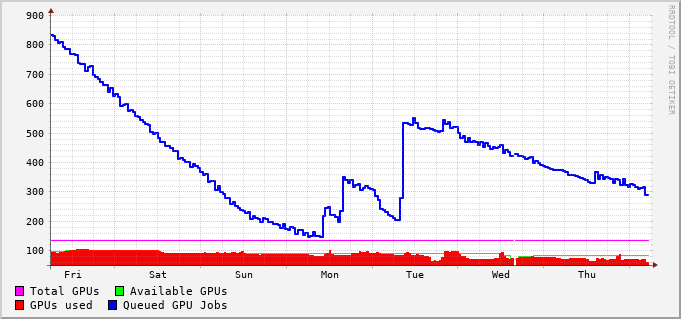 900
800
700
600
500
400
300
200
100
Fri Sat Sun Mon Tue Wed Thu
Total GPUs Available GPUs
GPUs used Queued GPU Jobs
RRDTOOL / TOBI OETIKER